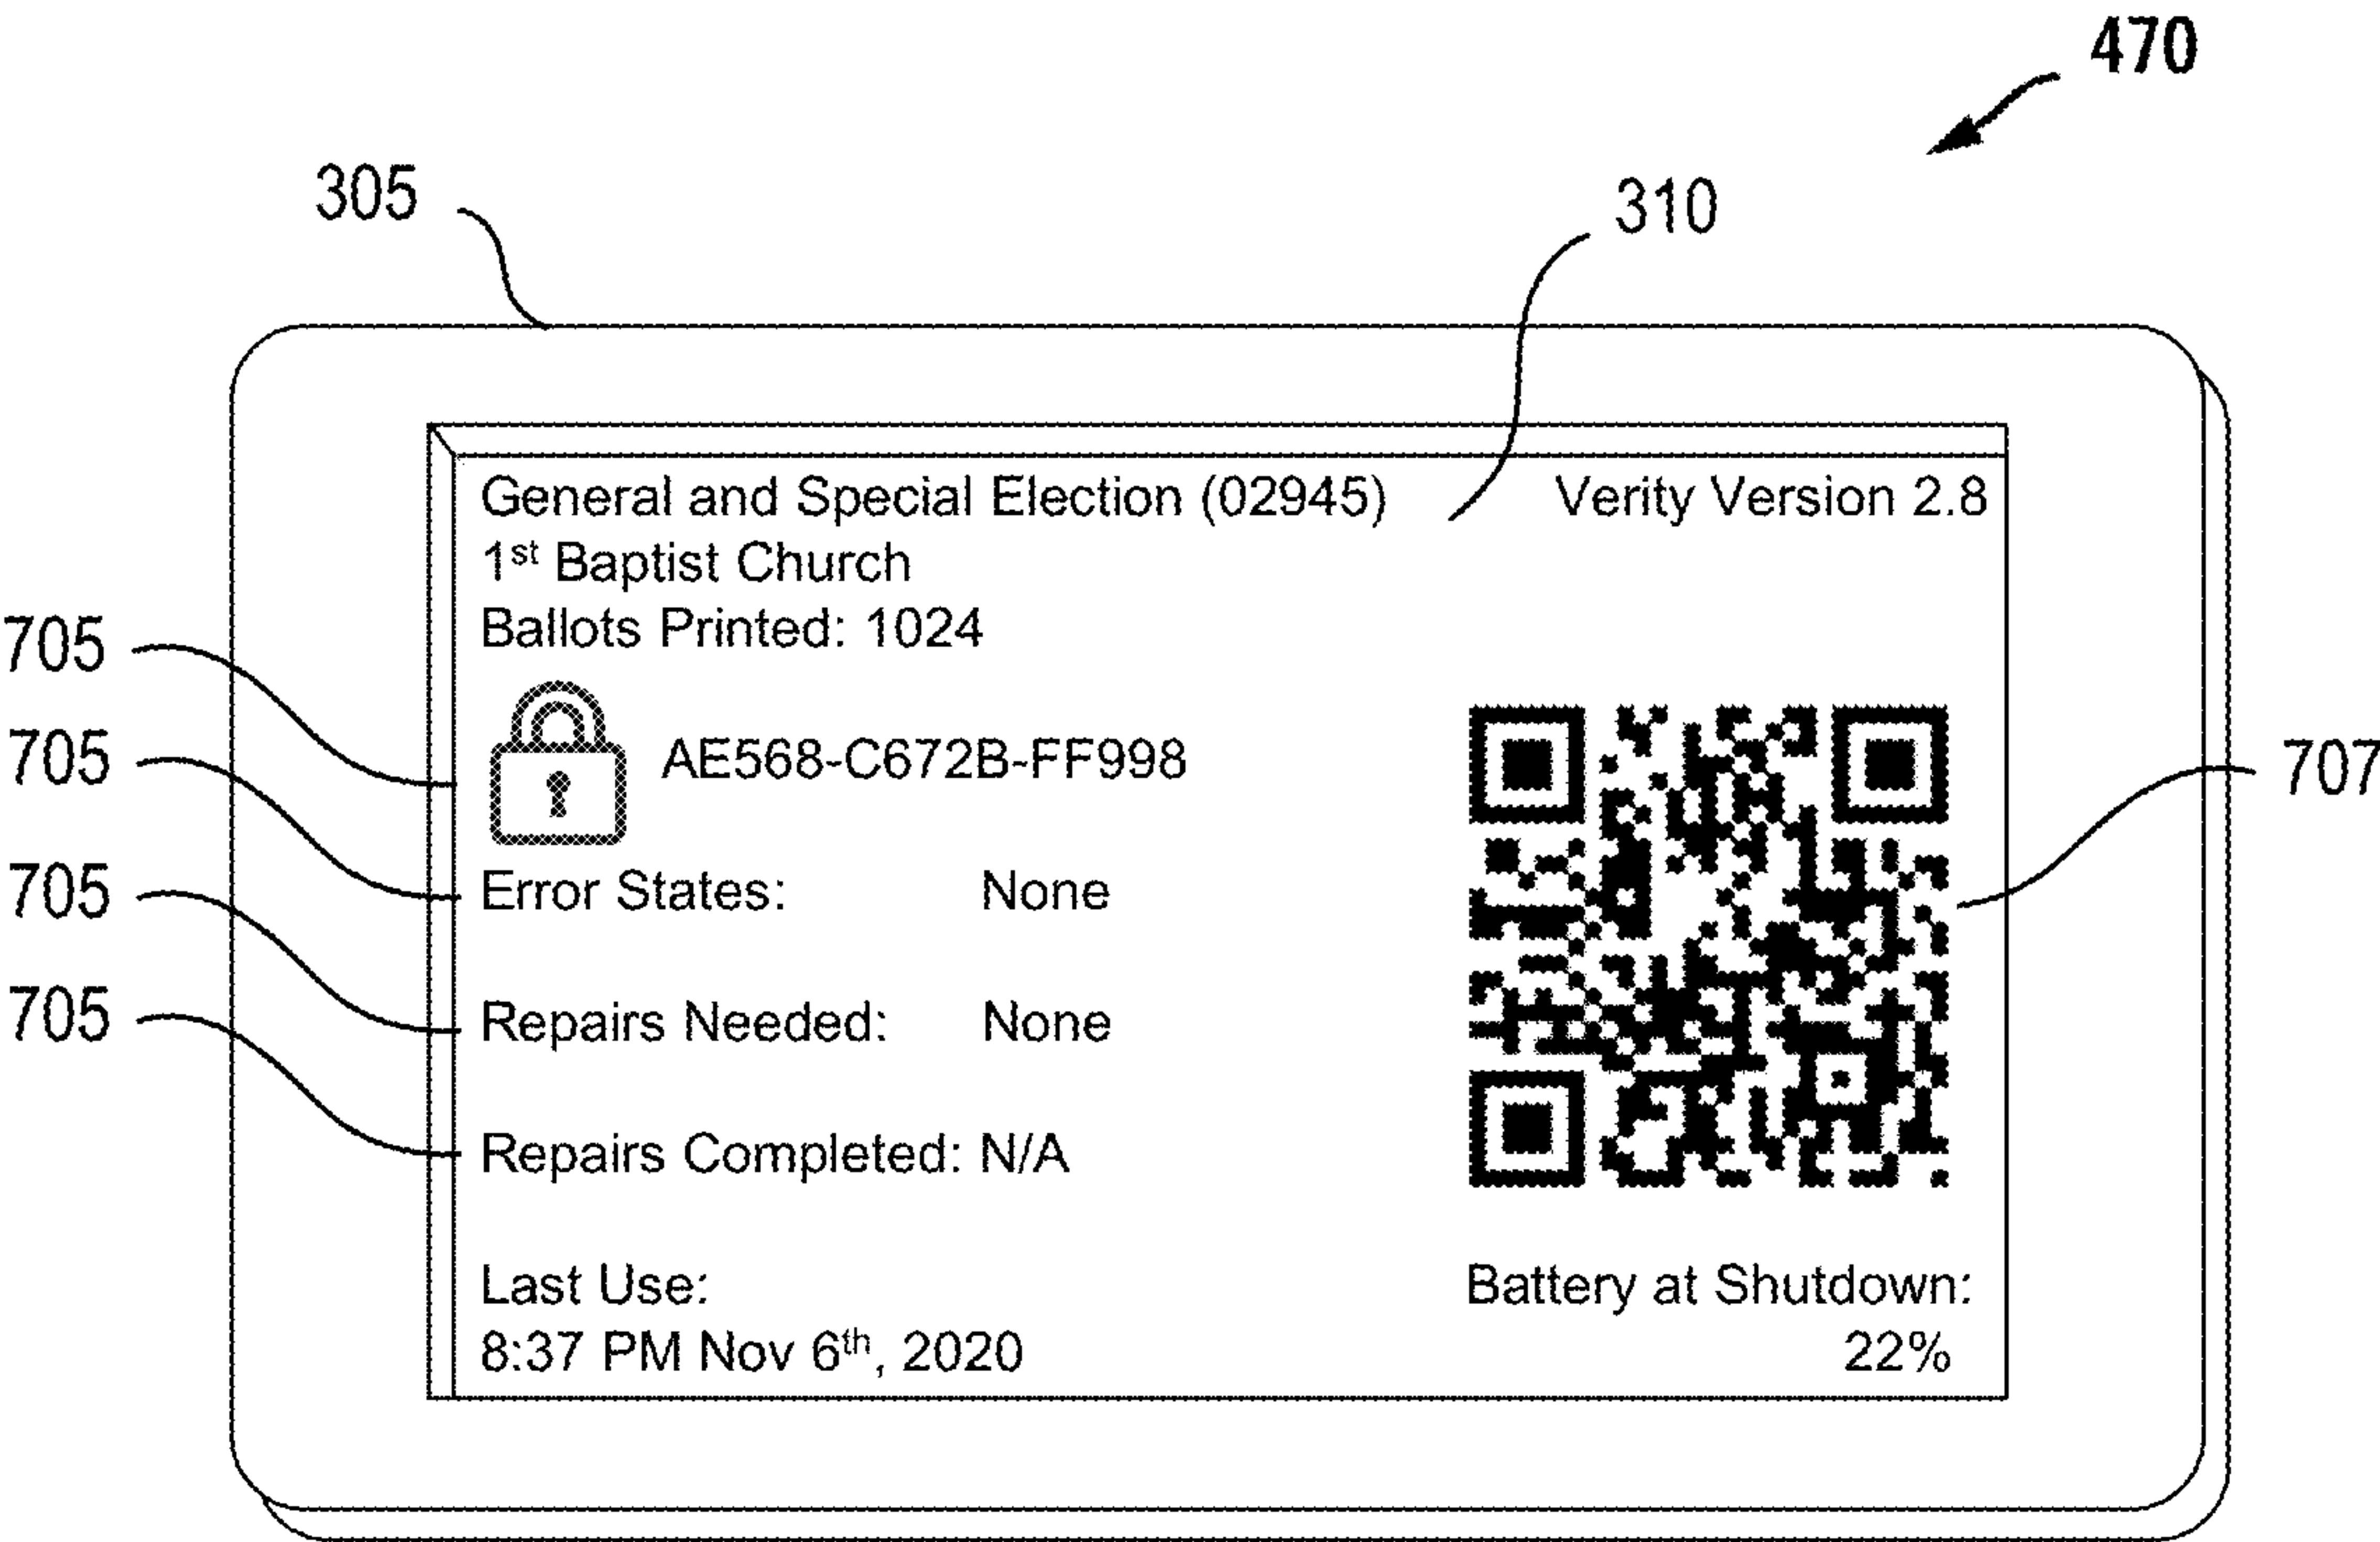 470
305
310
General and Special Election (02945) Verity Version 2.8
1st Baptist Church
Ballots Printed: 1024
705
705
AE568-C672B-FF998
707
705
Error States: None
705
Repairs Needed: None
Repairs Completed: N/A
Last Use: Battery at Shutdown:
8:37 PM Nov 6th, 2020 22%